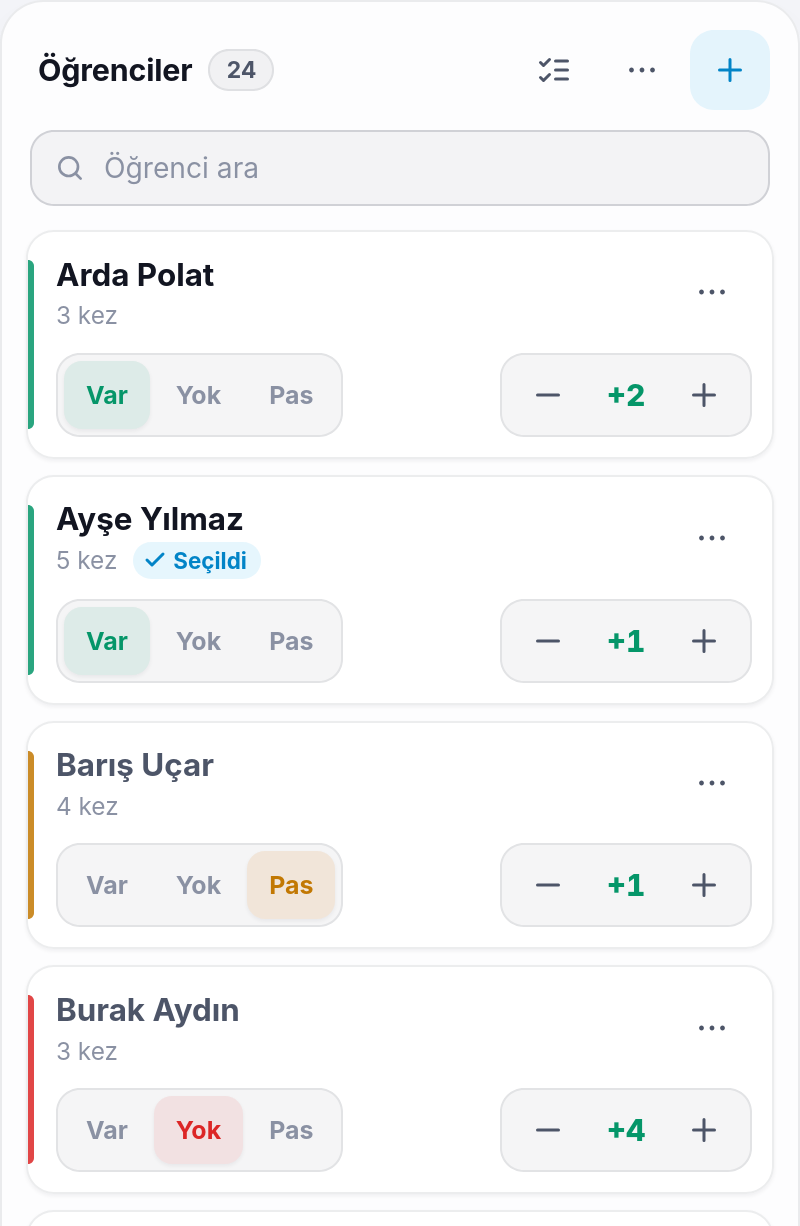 Öğrenciler 24
Öğrenci ara
Arda Polat
3 kez
Var Yok Pas +2
Ayşe Yılmaz
5 kez Seçildi
Var Yok Pas +1
Barış Uçar
4 kez
Var Yok Pas +1
Burak Aydın
3 kez
Var Yok Pas +4